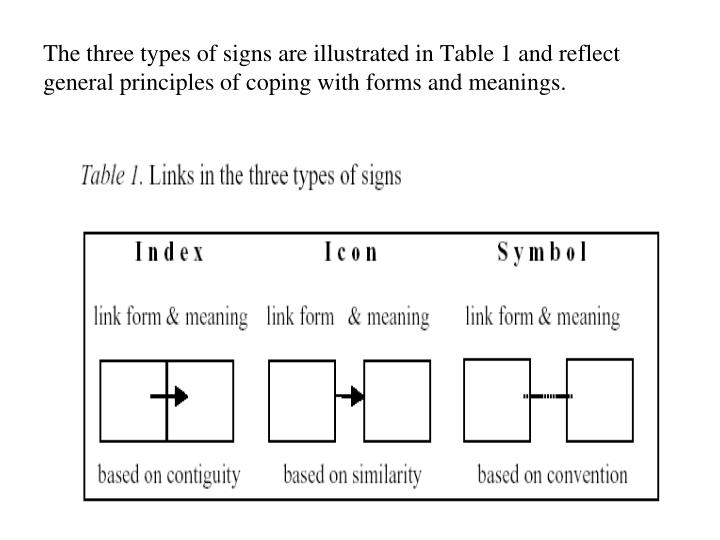 The three types of signs are illustrated in Table 1 and reflect
general principles of coping with forms and meanings.
Table 1. Links in the three types of signs
Index Icon Symbol
link form & meaning link form & meaning link form & meaning
based on contiguity based on similarity based on convention